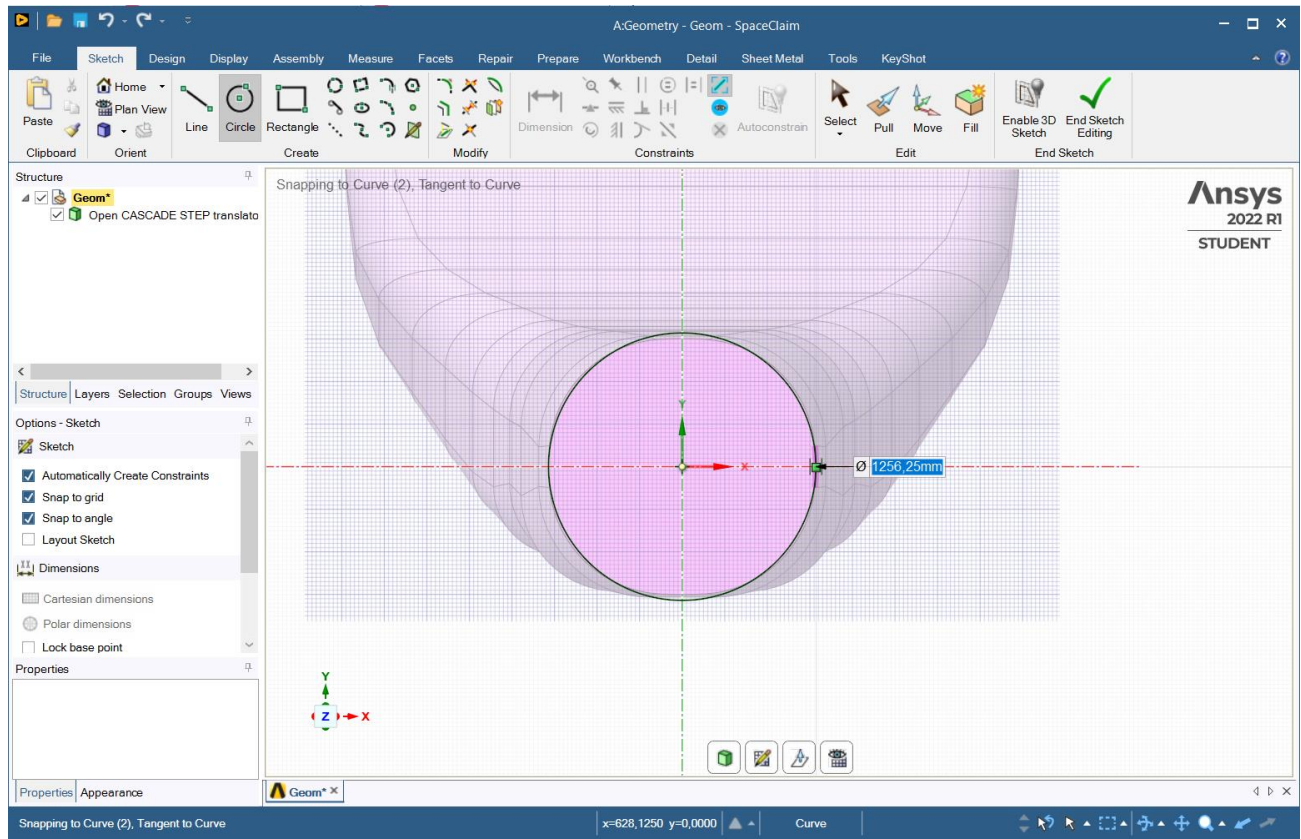 A:Geometry - Geom - SpaceClaim
File Sketch Design Display Assembly Measure Facets Repair Prepare Workbench Detail Sheet Metal Tools KeyShot
Paste
Home
Plan View
Line Circle Rectangle
Dimension
Autoconstrain
Select Pull Move Fill
Enable 3D Sketch
End Sketch Editing
Clipboard Orient Create Modify Constraints Edit End Sketch
Structure
Geom*
Open CASCADE STEP translato
Structure Layers Selection Groups Views
Options - Sketch
Sketch
Automatically Create Constraints
Snap to grid
Snap to angle
Layout Sketch
Dimensions
Cartesian dimensions
Polar dimensions
Lock base point
Properties
Properties Appearance
Snapping to Curve (2), Tangent to Curve
Ansys
2022 R1
STUDENT
Y
X
Ø 1256,25mm
Y
Z X
Geom*
Snapping to Curve (2), Tangent to Curve x=628,1250 y=0,0000 Curve